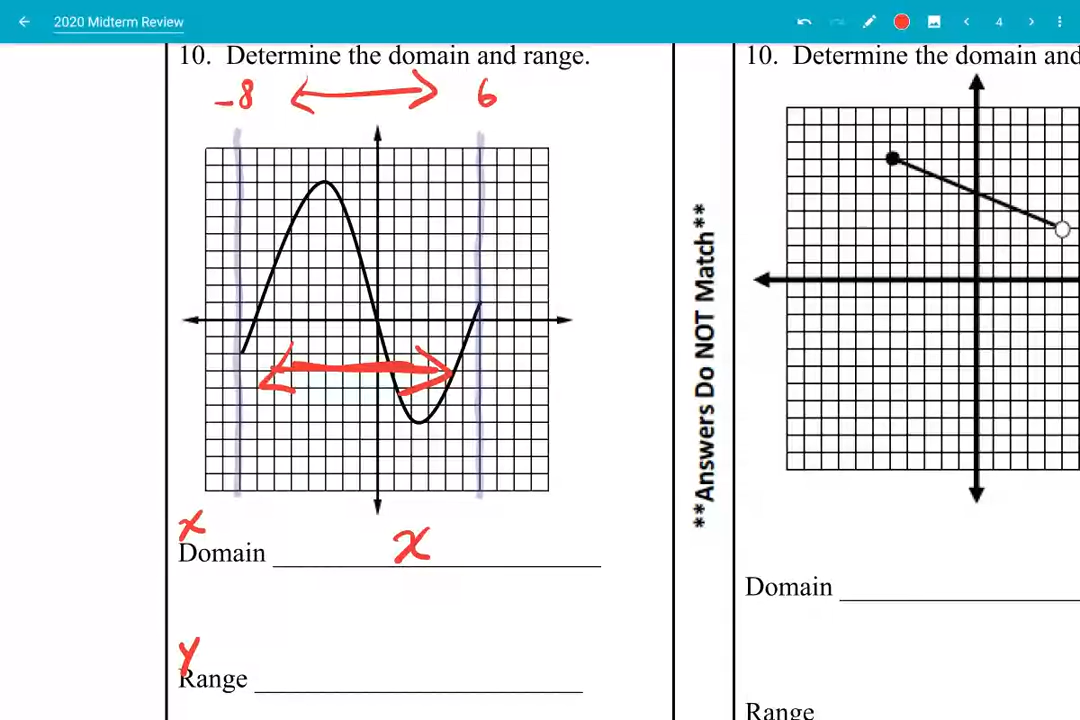 2020 Midterm Review
4
10. Determine the domain and range.
-8
6
x
Domain
x
y
Range
**Answers Do NOT Match**
10. Determine the domain and
Domain
Range